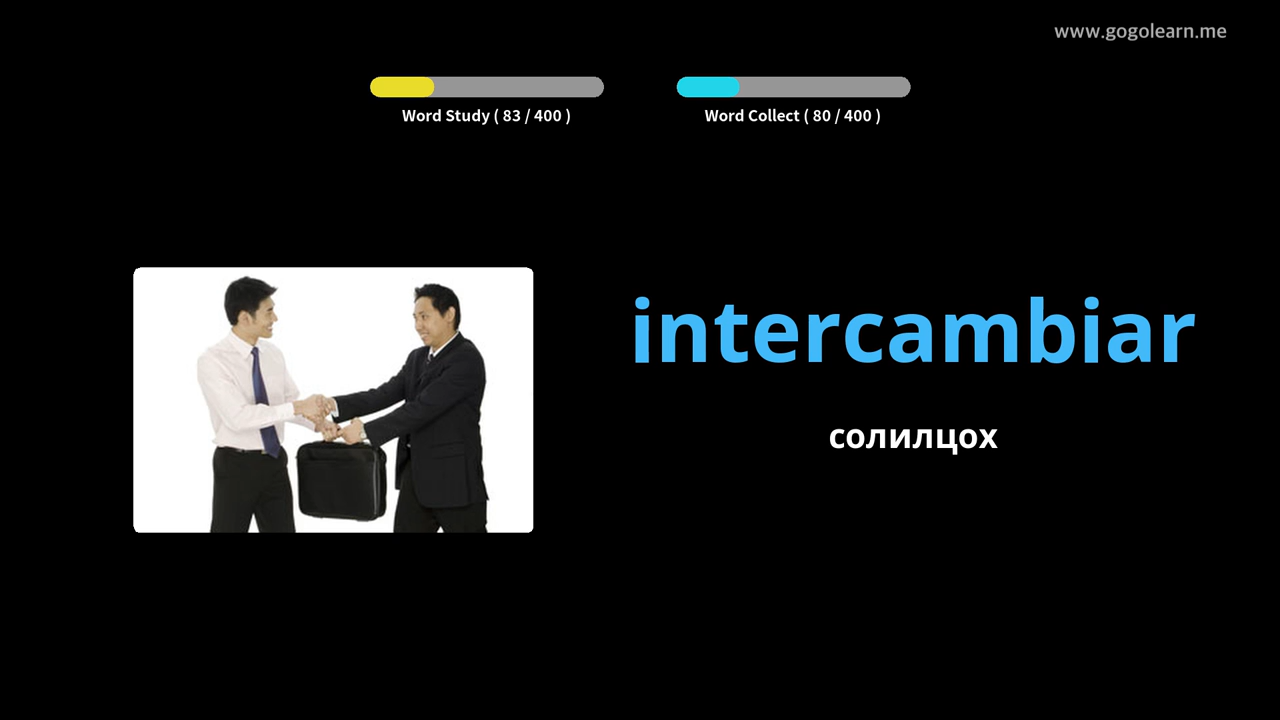 www.gogolearn.me
Word Study ( 83 / 400 )
Word Collect ( 80 / 400 )
intercambiar
солилцох